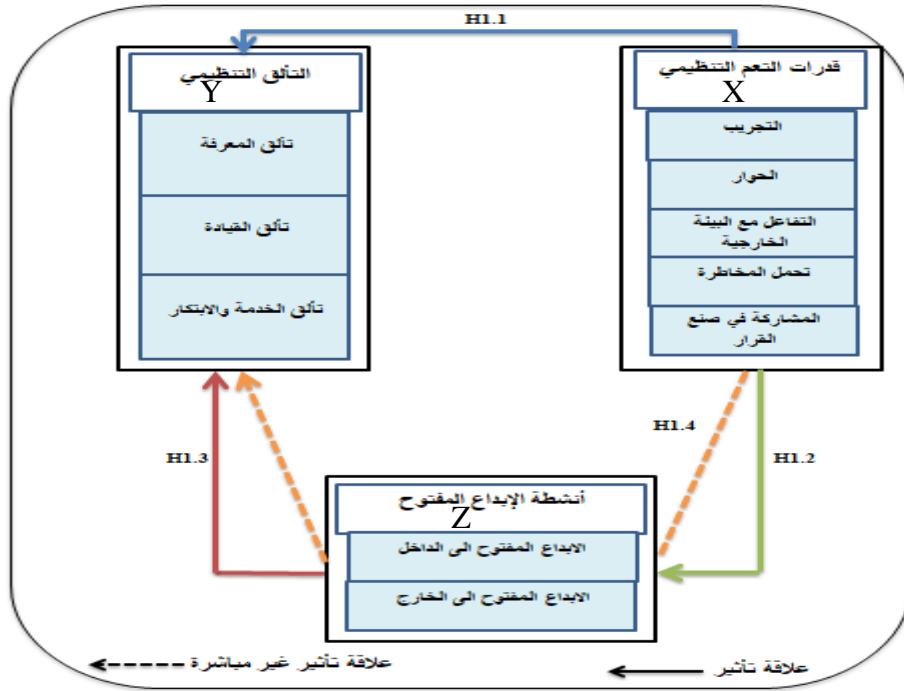 H1.1
قدرات التعم التنظيمي
X
التجريب
الحوار
التفاعل مع البيئة
الخارجية
تحمل المخاطرة
المشاركة في صنع
القرار
التألق التنظيمي
Y
تألق المعرفة
تألق القيادة
تألق الخدمة والابتكار
H1.4
H1.2
H1.3
أنشطة الإبداع المفتوح
Z
الابداع المفتوح الى الداخل
الابداع المفتوح الى الخارج
علاقة تأثير
علاقة تأثير غير مباشرة